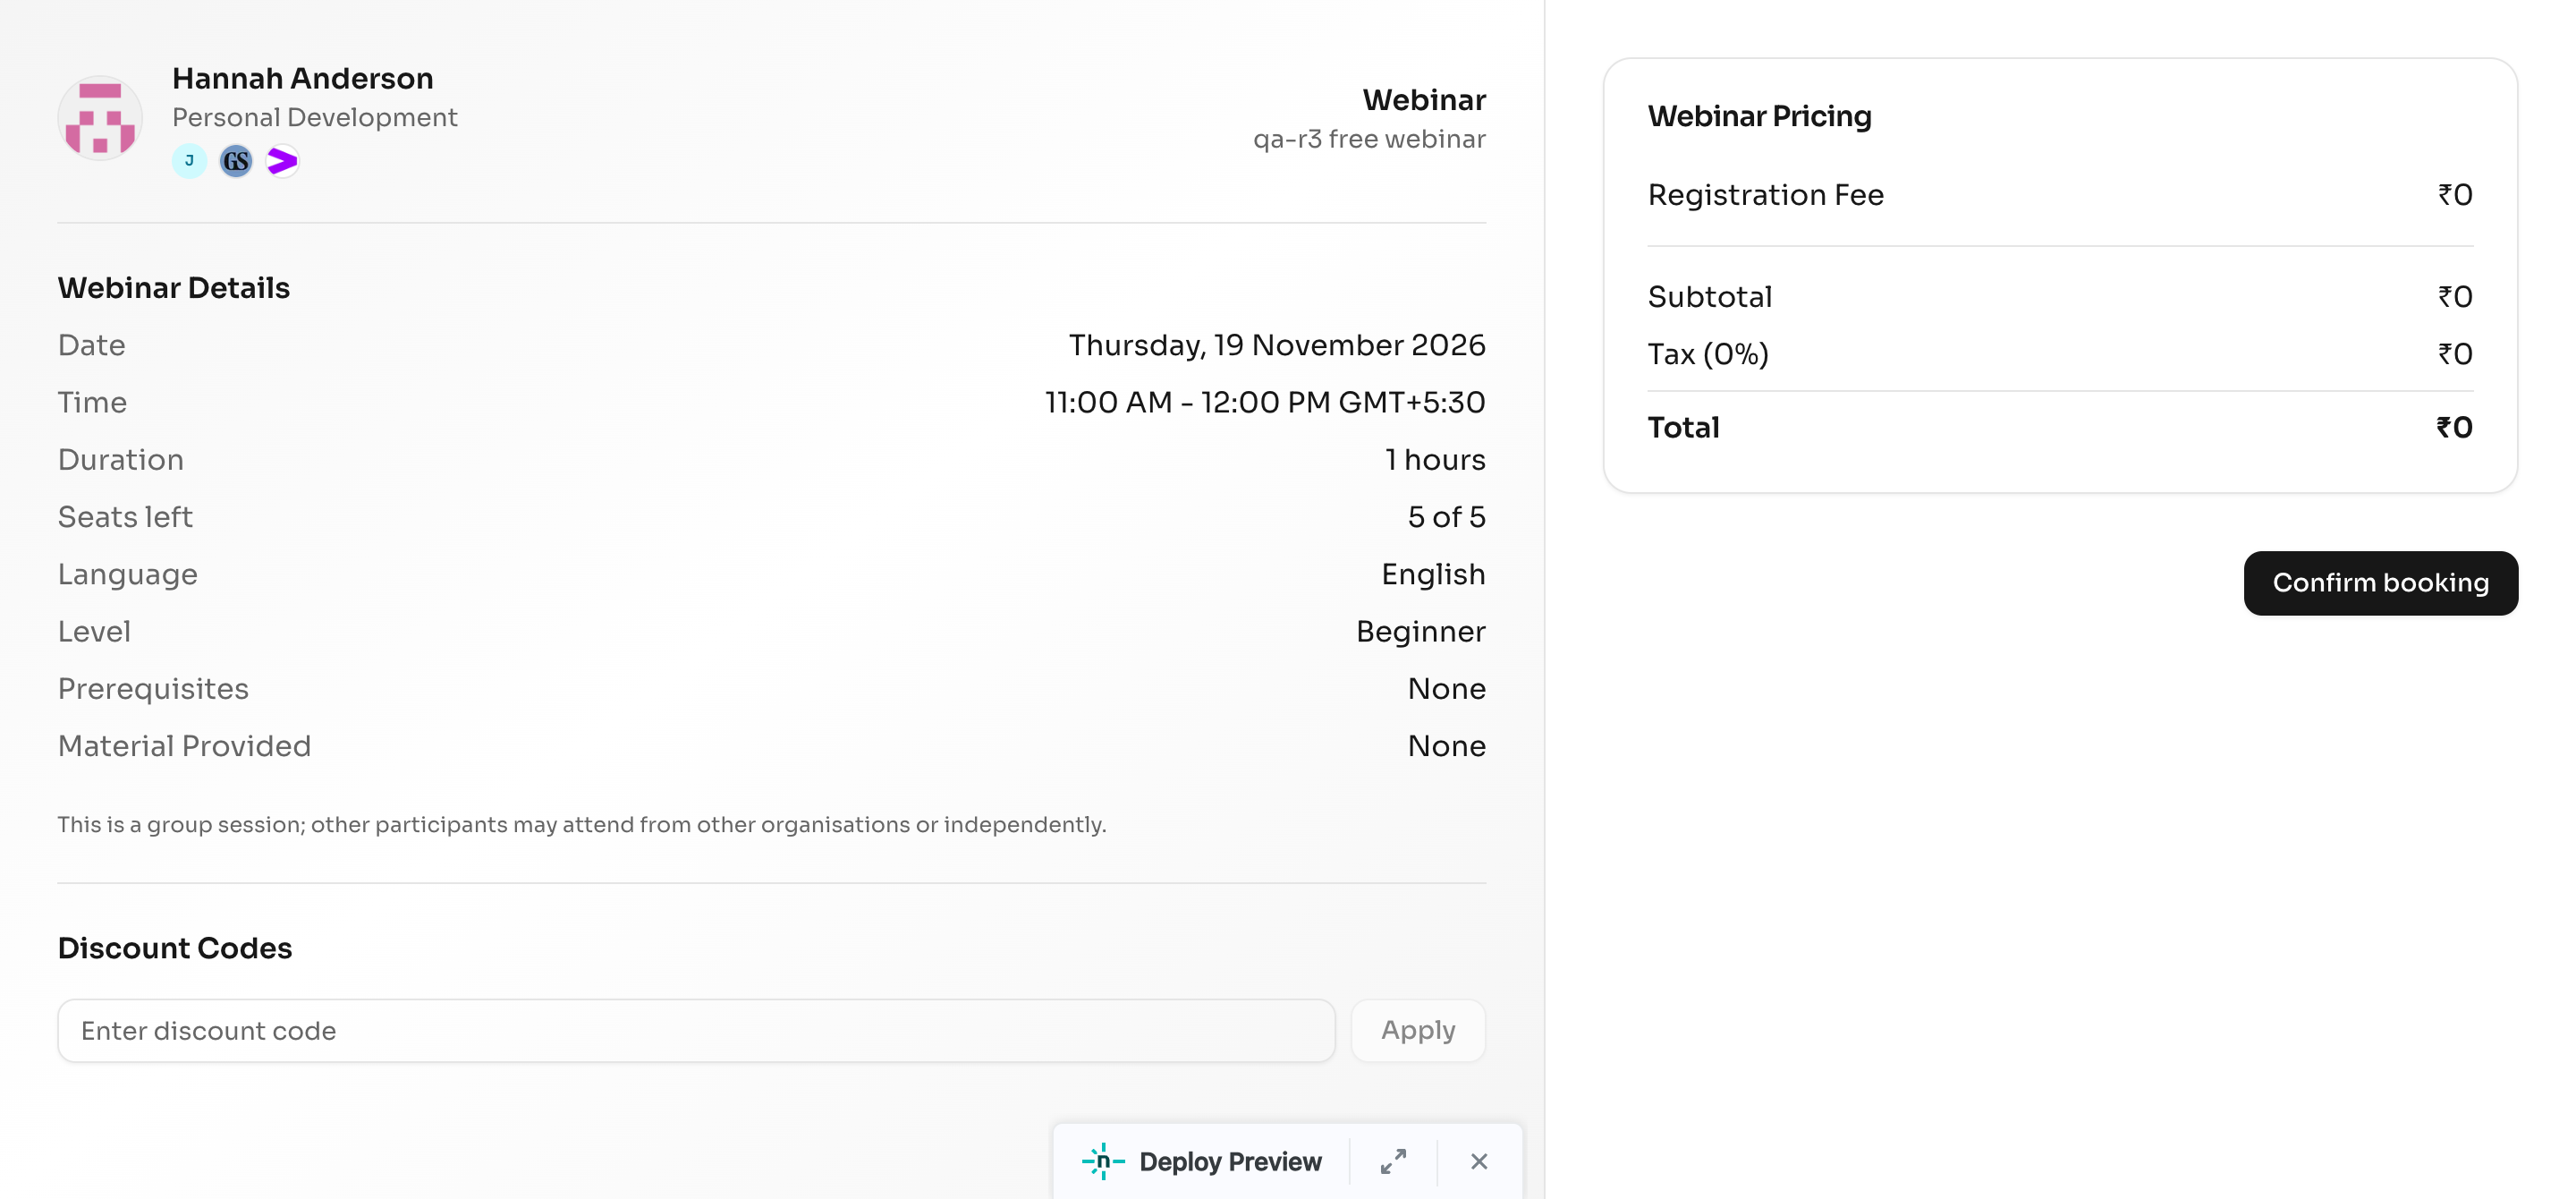 Hannah Anderson
Personal Development
J GS
Webinar
qa-r3 free webinar
Webinar Details
Date Thursday, 19 November 2026
Time 11:00 AM - 12:00 PM GMT+5:30
Duration 1 hours
Seats left 5 of 5
Language English
Level Beginner
Prerequisites None
Material Provided None
This is a group session; other participants may attend from other organisations or independently.
Discount Codes
Enter discount code Apply
Webinar Pricing
Registration Fee ₹0
Subtotal ₹0
Tax (0%) ₹0
Total ₹0
Confirm booking
n Deploy Preview